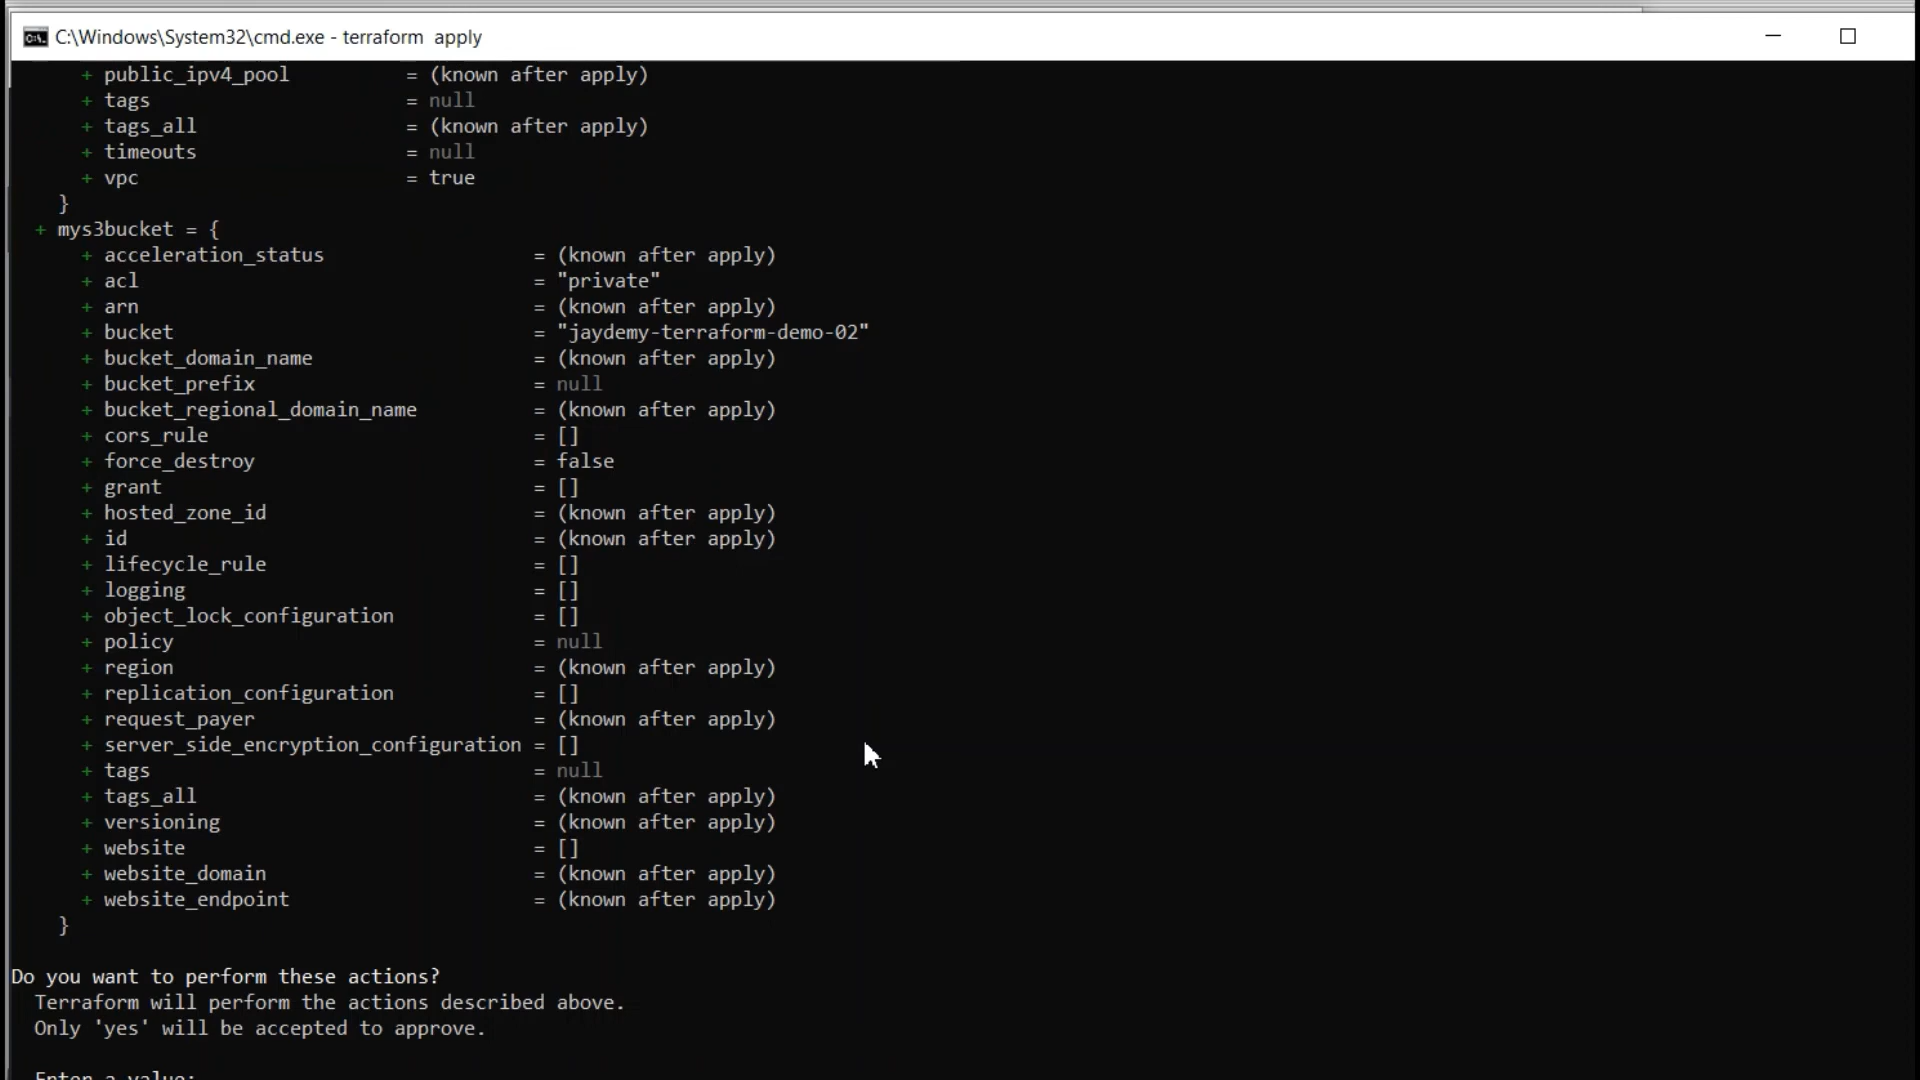 C:\Windows\System32\cmd.exe - terraform  apply
      + public_ipv4_pool          = (known after apply)
      + tags                      = null
      + tags_all                  = (known after apply)
      + timeouts                  = null
      + vpc                       = true
    }
  + mys3bucket = {
      + acceleration_status                  = (known after apply)
      + acl                                  = "private"
      + arn                                  = (known after apply)
      + bucket                               = "jaydemy-terraform-demo-02"
      + bucket_domain_name                   = (known after apply)
      + bucket_prefix                        = null
      + bucket_regional_domain_name          = (known after apply)
      + cors_rule                            = []
      + force_destroy                        = false
      + grant                                = []
      + hosted_zone_id                       = (known after apply)
      + id                                   = (known after apply)
      + lifecycle_rule                       = []
      + logging                              = []
      + object_lock_configuration            = []
      + policy                               = null
      + region                               = (known after apply)
      + replication_configuration            = []
      + request_payer                        = (known after apply)
      + server_side_encryption_configuration = []
      + tags                                 = null
      + tags_all                             = (known after apply)
      + versioning                           = (known after apply)
      + website                              = []
      + website_domain                       = (known after apply)
      + website_endpoint                     = (known after apply)
    }
Do you want to perform these actions?
  Terraform will perform the actions described above.
  Only 'yes' will be accepted to approve.
  Enter a value: